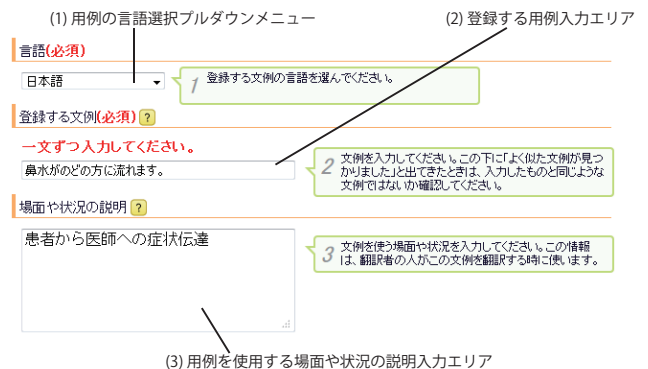 (1) 用例の言語選択プルダウンメニュー
(2) 登録する用例入力エリア
言語(必須)
日本語
1 登録する文例の言語を選んでください。
登録する文例(必須) ?
一文ずつ入力してください。
鼻水がのどの方に流れます。
2 文例を入力してください。この下に「よく似た文例が見つ
かりました」と出てきたときは、入力したものと同じような
文例ではないか確認してください。
場面や状況の説明 ?
患者から医師への症状伝達
3 文例を使う場面や状況を入力してください。この情報
は、翻訳者の人がこの文例を翻訳する時に使います。
(3) 用例を使用する場面や状況の説明入力エリア